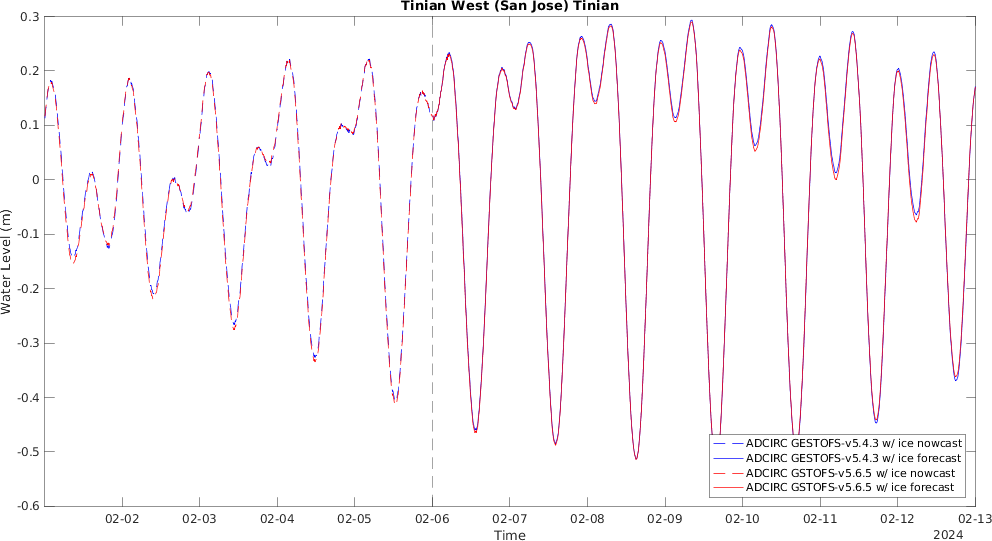 Tinian West (San Jose) Tinian
Water Level (m)
0.3
0.2
0.1
0
-0.1
-0.2
-0.3
-0.4
-0.5
-0.6
ADCIRC GESTOFS-v5.4.3 w/ ice nowcast
ADCIRC GESTOFS-v5.4.3 w/ ice forecast
ADCIRC GSTOFS-v5.6.5 w/ ice nowcast
ADCIRC GSTOFS-v5.6.5 w/ ice forecast
02-02 02-03 02-04 02-05 02-06 02-07 02-08 02-09 02-10 02-11 02-12 02-13
Time
2024